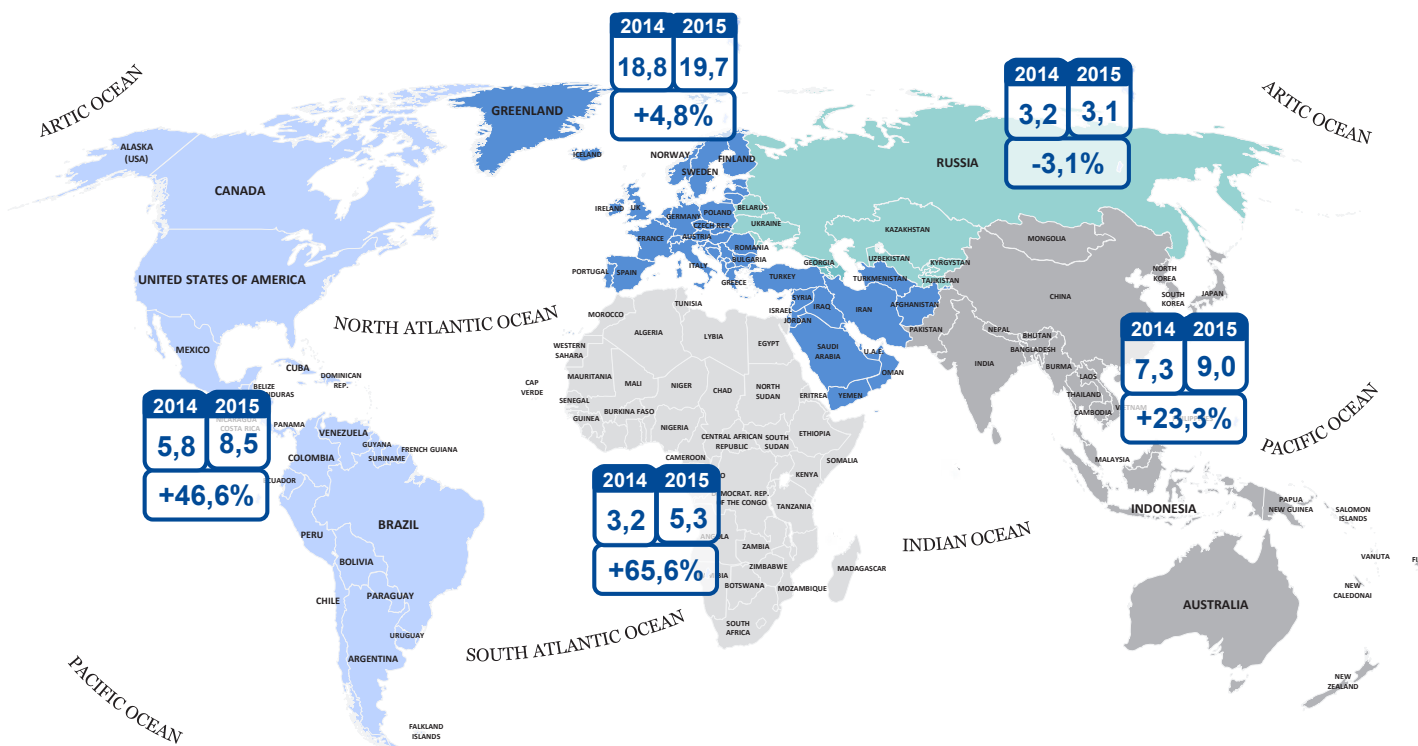 2014 2015
18,8 19,7
+4,8%
2014 2015
3,2 3,1
-3,1%
ARTIC OCEAN
ARTIC OCEAN
GREENLAND
ALASKA
(USA)
CANADA
ICELAND
NORWAY
FINLAND
SWEDEN
RUSSIA
IRELAND
UK
GERMANY
POLAND
BELARUS
CZECH REP.
UKRAINE
FRANCE
AUSTRIA
ROMANIA
BULGARIA
ITALY
PORTUGAL
SPAIN
GREECE
TURKEY
GEORGIA
KAZAKHSTAN
UZBEKISTAN
KYRGYSTAN
TURKMENISTAN
TAJIKISTAN
MONGOLIA
NORTH
KOREA
SOUTH
KOREA
JAPAN
CHINA
UNITED STATES OF AMERICA
NORTH ATLANTIC OCEAN
MEXICO
CUBA
DOMINICAN
REP.
BELIZE
TUNISIA
MOROCCO
ALGERIA
LYBIA
EGYPT
WESTERN
SAHARA
SYRIA
ISRAEL
JORDAN
IRAQ
IRAN
AFGHANISTAN
PAKISTAN
SAUDI
ARABIA
U.A.E.
OMAN
YEMEN
NEPAL
BHUTAN
BANGLADESH
INDIA
BURMA
LAOS
THAILAND
CAMBODIA
2014 2015
7,3 9,0
+23,3%
PACIFIC OCEAN
2014 2015
5,8 8,5
+46,6%
NICARAGUA
COSTA RICA
PANAMA
VENEZUELA
GUYANA
SURINAME
FRENCH GUIANA
COLOMBIA
BRAZIL
PERU
BOLIVIA
PARAGUAY
CHILE
URUGUAY
ARGENTINA
FALKLAND
ISLANDS
PACIFIC OCEAN
SOUTH ATLANTIC OCEAN
CAP
VERDE
MAURITANIA
MALI
NIGER
CHAD
NORTH
SUDAN
ERITREA
SENEGAL
GUINEA
BURKINA FASO
NIGERIA
CENTRAL AFRICAN
REPUBLIC
SOUTH
SUDAN
ETHIOPIA
SOMALIA
CAMEROON
KENYA
TANZANIA
2014 2015
3,2 5,3
+65,6%
OF THE CONGO
ANGOLA
ZAMBIA
ZIMBABWE
BOTSWANA
MOZAMBIQUE
MADAGASCAR
SOUTH
AFRICA
INDIAN OCEAN
MALAYSIA
INDONESIA
PAPUA
NEW GUINEA
SALOMON
ISLANDS
VANUTA
NEW
CALEDONAI
AUSTRALIA
NEW
ZEALAND